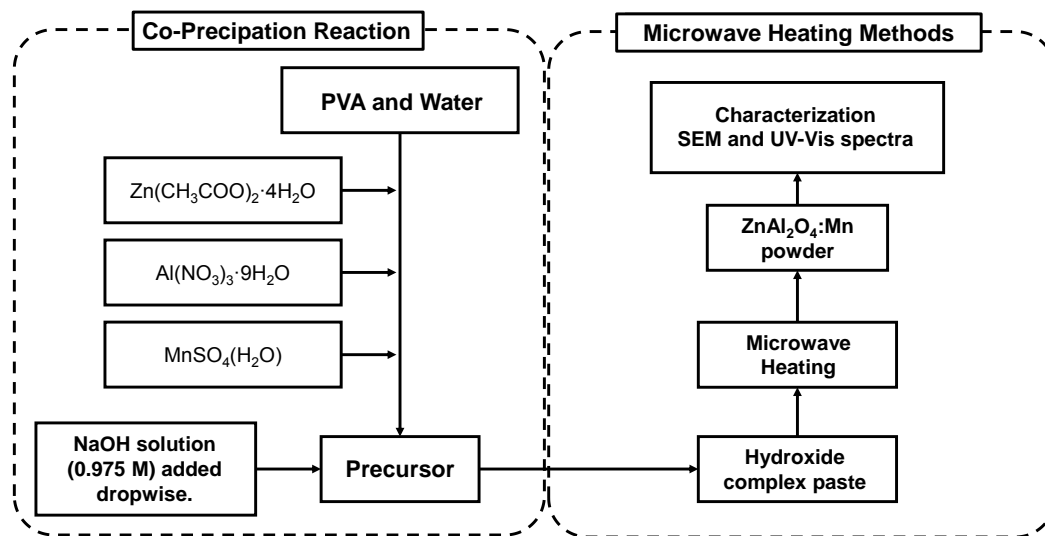 Co-Precipation Reaction
PVA and Water
Zn(CH₃COO)₂·4H₂O
Al(NO₃)₃·9H₂O
MnSO₄(H₂O)
NaOH solution
(0.975 M) added
dropwise.
Precursor
Microwave Heating Methods
Characterization
SEM and UV-Vis spectra
ZnAl₂O₄:Mn
powder
Microwave
Heating
Hydroxide
complex paste